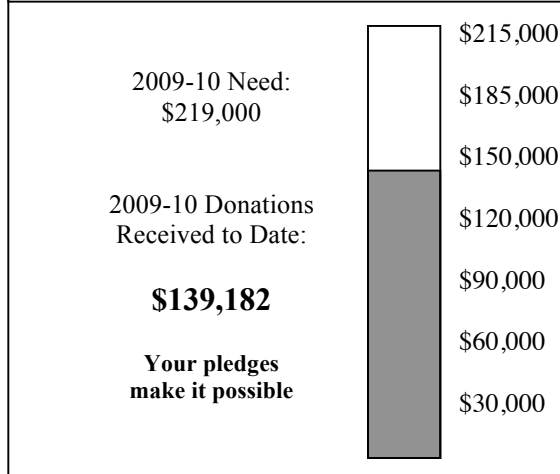 2009-10 Need:
$219,000
2009-10 Donations
Received to Date:
$139,182
Your pledges
make it possible
$215,000
$185,000
$150,000
$120,000
$90,000
$60,000
$30,000